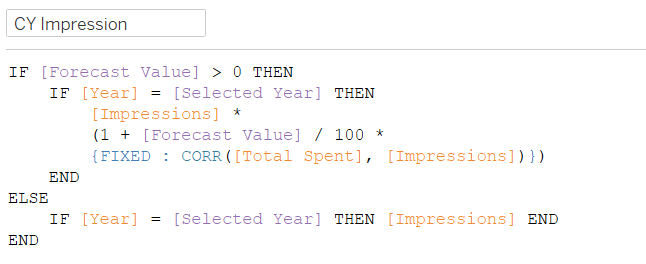 CY Impression
IF [Forecast Value] > 0 THEN
    IF [Year] = [Selected Year] THEN
        [Impressions] *
        (1 + [Forecast Value] / 100 *
        {FIXED : CORR([Total Spent], [Impressions])})
    END
ELSE
    IF [Year] = [Selected Year] THEN [Impressions] END
END